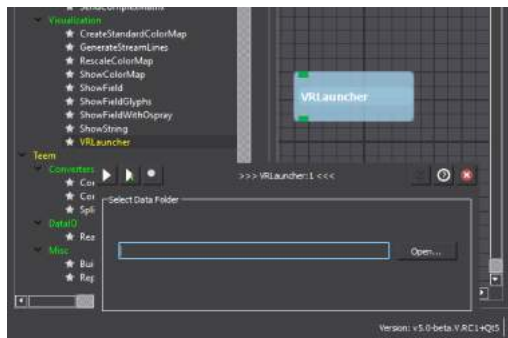 SendComplexMatrix
Visualization
CreateStandardColorMap
GenerateStreamLines
RescaleColorMap
ShowColorMap
ShowField
ShowFieldGlyphs
ShowFieldWithOspray
ShowString
VRLauncher
Teem
Converters
DataIO
Misc
VRLauncher
>>> VRLauncher:1 <<<
Select Data Folder
Open...
Version: v5.0-beta.V.RC1+Qt5